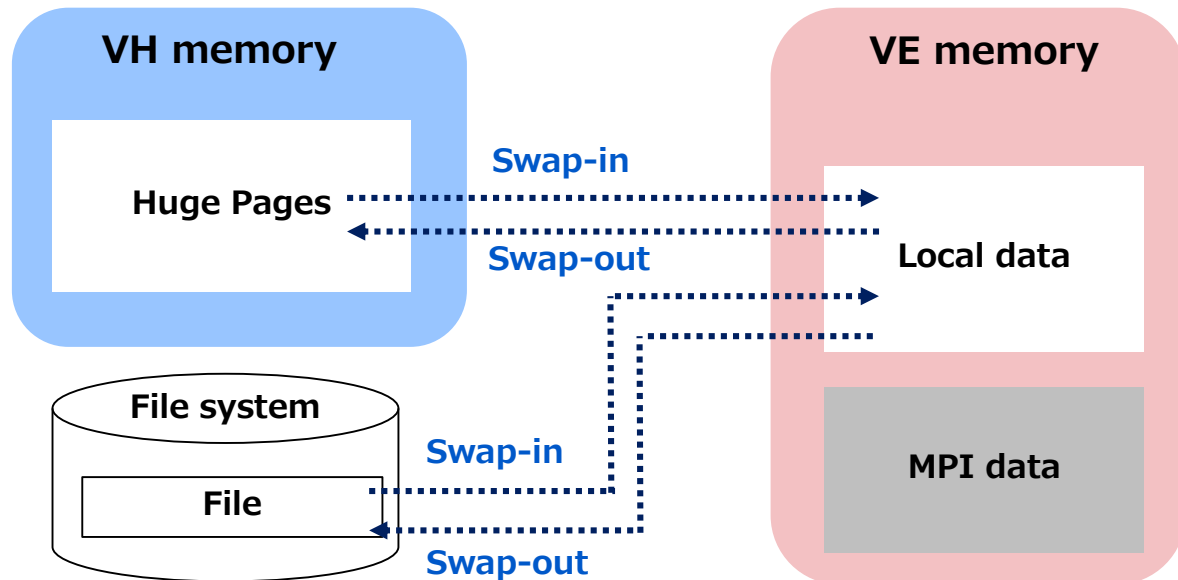 VH memory
VE memory
Huge Pages
Swap-in
Swap-out
Local data
File system
File
Swap-in
Swap-out
MPI data